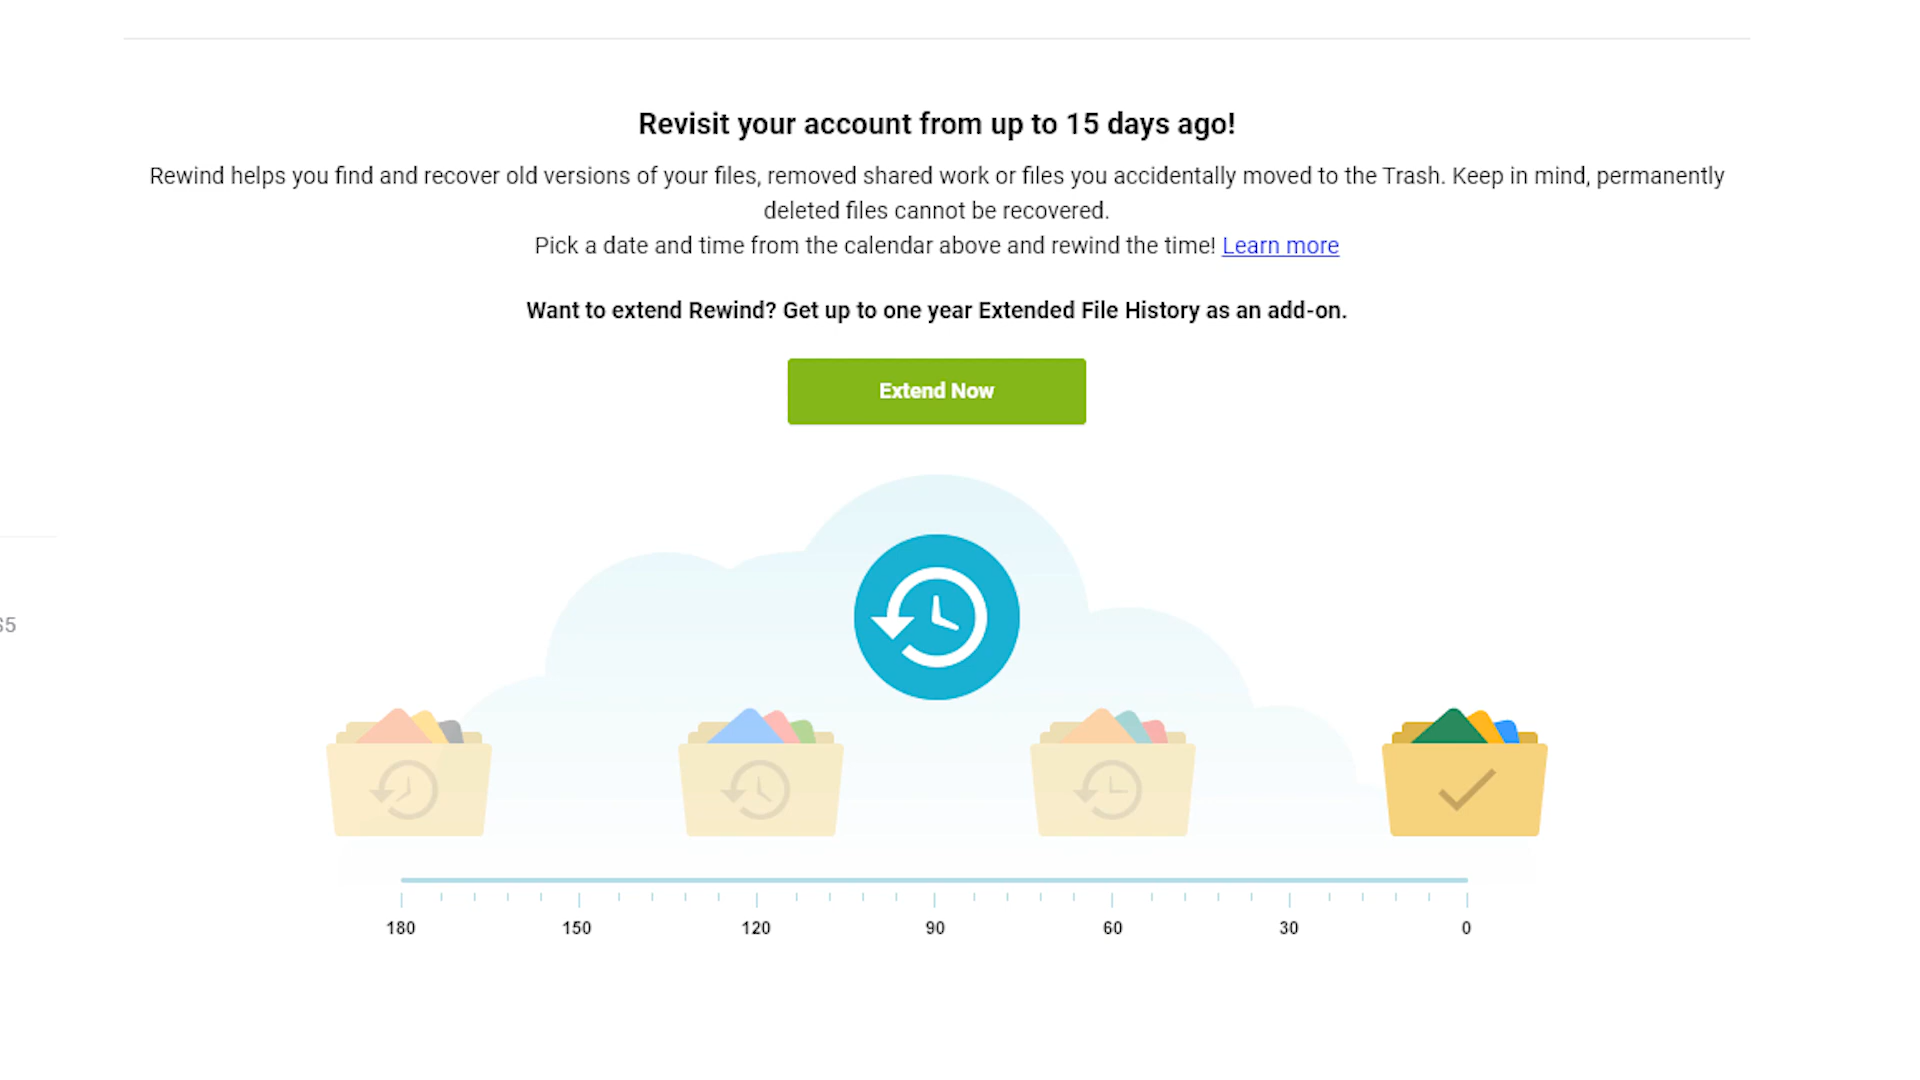 Revisit your account from up to 15 days ago!
Rewind helps you find and recover old versions of your files, removed shared work or files you accidentally moved to the Trash. Keep in mind, permanently
deleted files cannot be recovered.
Pick a date and time from the calendar above and rewind the time! Learn more
Want to extend Rewind? Get up to one year Extended File History as an add-on.
Extend Now
180 150 120 90 60 30 0